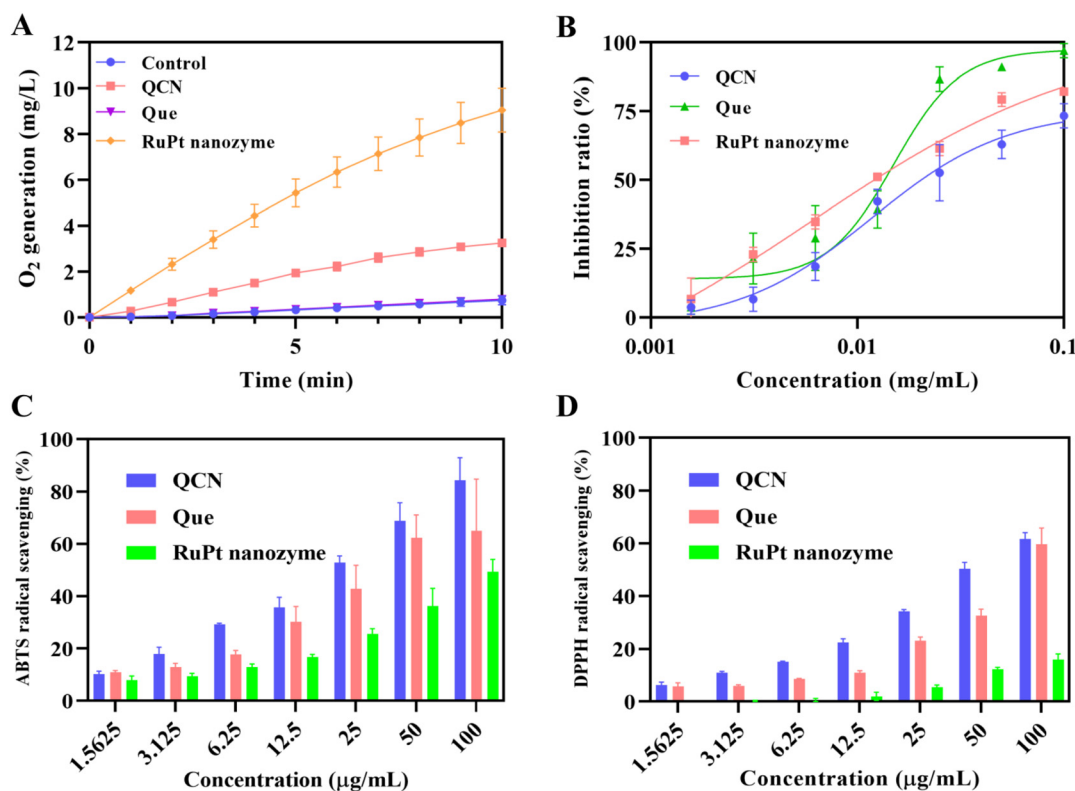 A
O₂ generation (mg/L)
12
10
8
6
4
2
0
Control
QCN
Que
RuPt nanozyme
0
5
10
Time (min)
B
Inhibition ratio (%)
100
75
50
25
0
QCN
Que
RuPt nanozyme
0.001
0.01
0.1
Concentration (mg/mL)
C
ABTS radical scavenging (%)
100
80
60
40
20
0
QCN
Que
RuPt nanozyme
1.5625
3.125
6.25
12.5
25
50
100
Concentration (μg/mL)
D
DPPH radical scavenging (%)
100
80
60
40
20
0
QCN
Que
RuPt nanozyme
1.5625
3.125
6.25
12.5
25
50
100
Concentration (μg/mL)